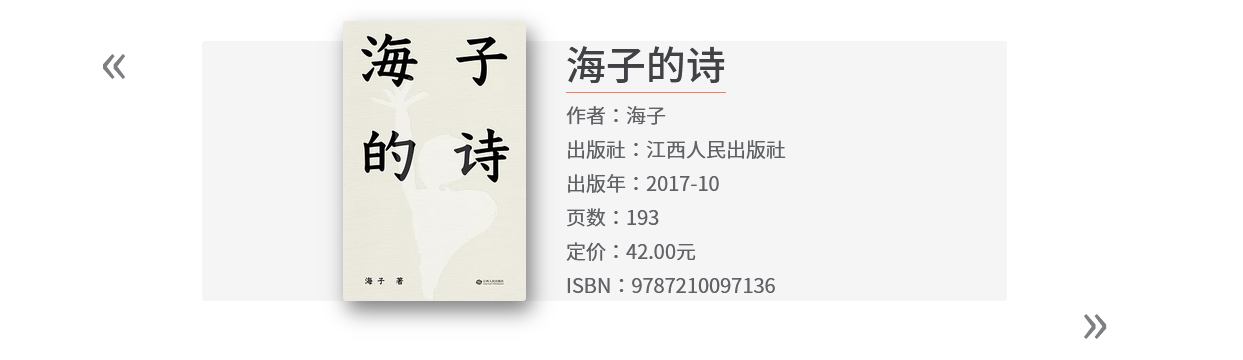 «
海子
的诗
海子 著
海子的诗
作者：海子
出版社：江西人民出版社
出版年：2017-10
页数：193
定价：42.00元
ISBN：9787210097136
»